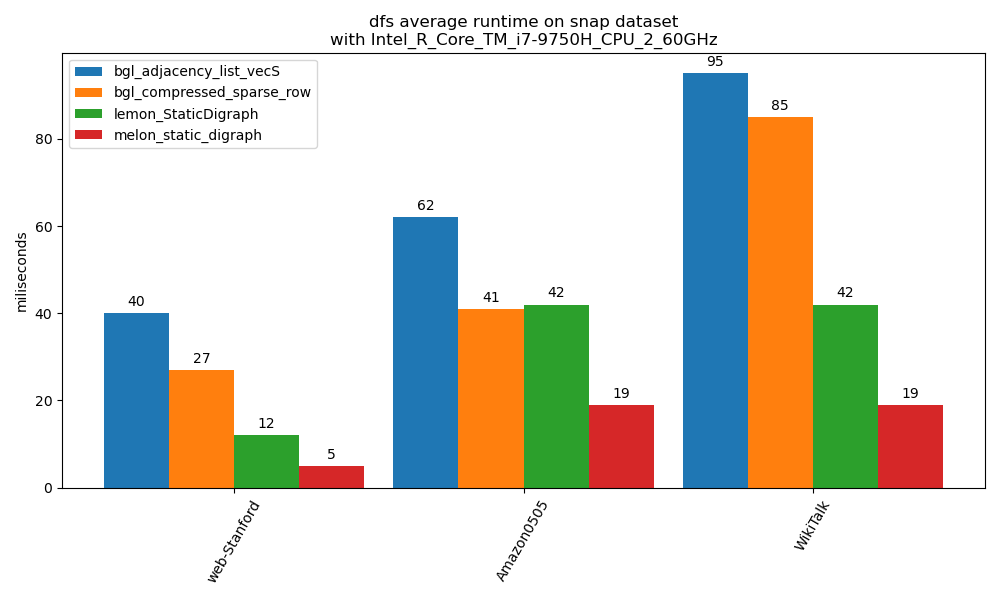 dfs average runtime on snap dataset
with Intel_R_Core_TM_i7-9750H_CPU_2_60GHz
bgl_adjacency_list_vecS
bgl_compressed_sparse_row
lemon_StaticDigraph
melon_static_digraph
miliseconds
80
60
40
20
0
40
27
12
5
62
41
42
19
95
85
42
19
web-Stanford
Amazon0505
WikiTalk